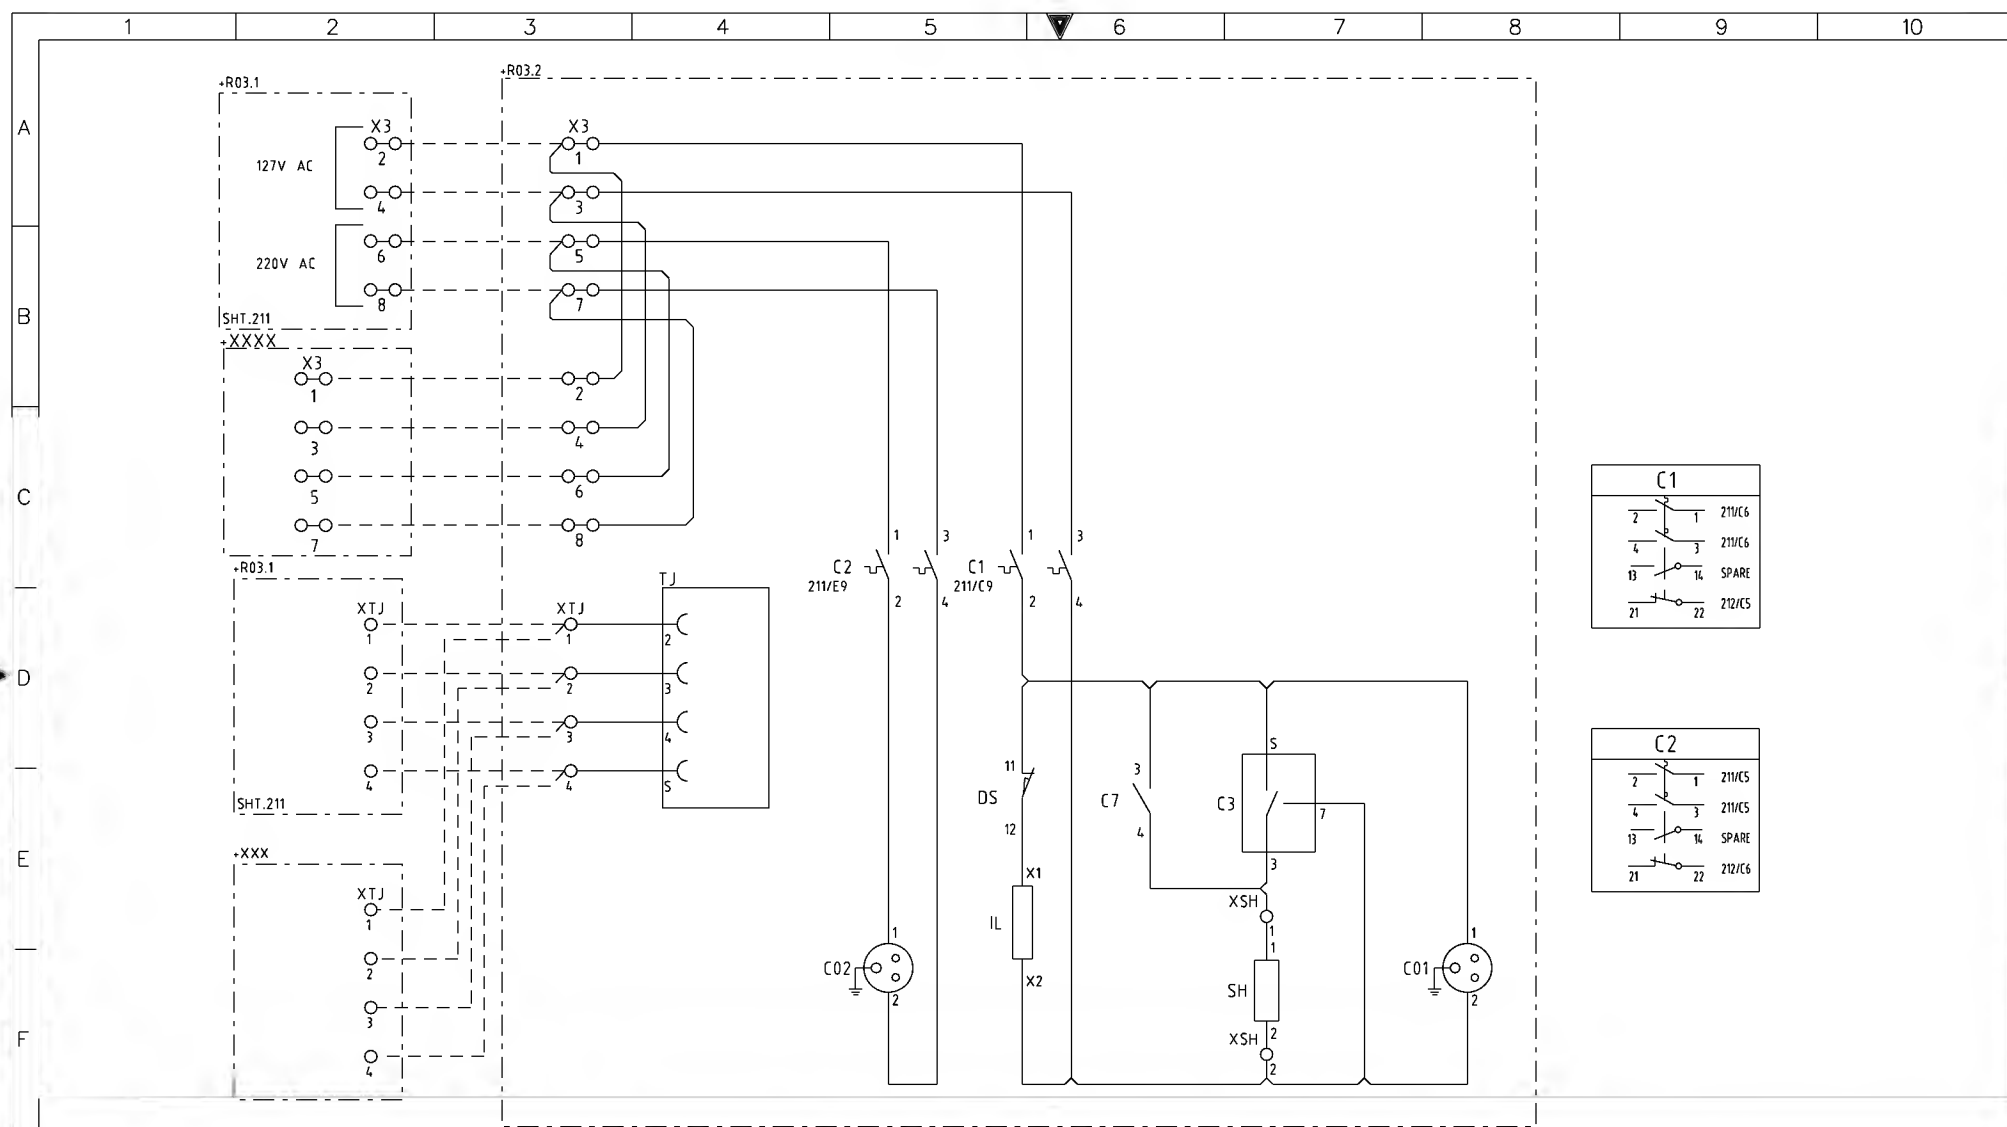 1 2 3 4 5 6 7 8 9 10
+R03.2
+R03.1
A
X3 X3
127V AC 2 1
4 3
220V AC 6 5
8 7
B
SHT.211
+XXXX
X3
1 2
3 4
C
5 6
7 8
+R03.1
TJ
XTJ XTJ
1 1 2
2 2 3
D
3 3 4
4 4 S
SHT.211
+XXX
E
XTJ
1
2
3
F
4
1 3 1 3
C2 C1
211/E9 211/C9
2 4 2 4
S
11 3
DS C7 C3 7
12 4
3
X1
XSH
1
IL
1 1 1
C02 C01
X2 SH
2 2 2
XSH
2
C1
2 1 211/C6
4 3 211/C6
13 14 SPARE
21 22 212/C5
C2
2 1 211/C5
4 3 211/C5
13 14 SPARE
21 22 212/C6